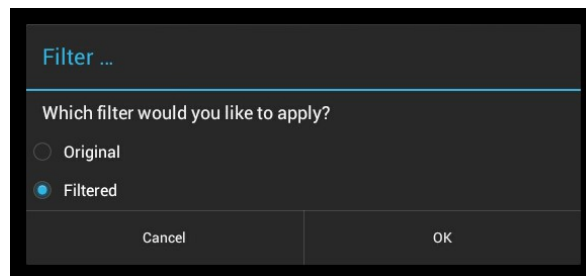 Filter ...
Which filter would you like to apply?
Original
Filtered
Cancel OK